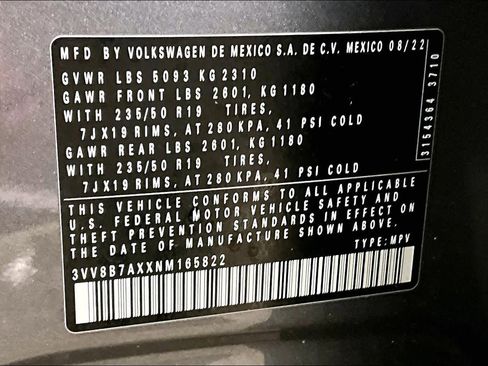 MFD BY VOLKSWAGEN DE MEXICO S.A. DE C.V. MEXICO 08/22
GVWR LBS 5093 KG 2310
GAWR FRONT LBS 2601, KG 1180
WITH 235/50 R19 TIRES,
7JX19 RIMS, AT 280 KPA, 41 PSI COLD
GAWR REAR LBS 2601, KG 1180
WITH 235/50 R19 TIRES,
7JX19 RIMS, AT 280 KPA, 41 PSI COLD
THIS VEHICLE CONFORMS TO ALL APPLICABLE
U.S. FEDERAL MOTOR VEHICLE SAFETY AND
THEFT PREVENTION STANDARDS IN EFFECT ON
THE DATE OF MANUFACTURE SHOWN ABOVE.
3VV8B7AXXNM165822 TYPE: MPV
3154364 3710